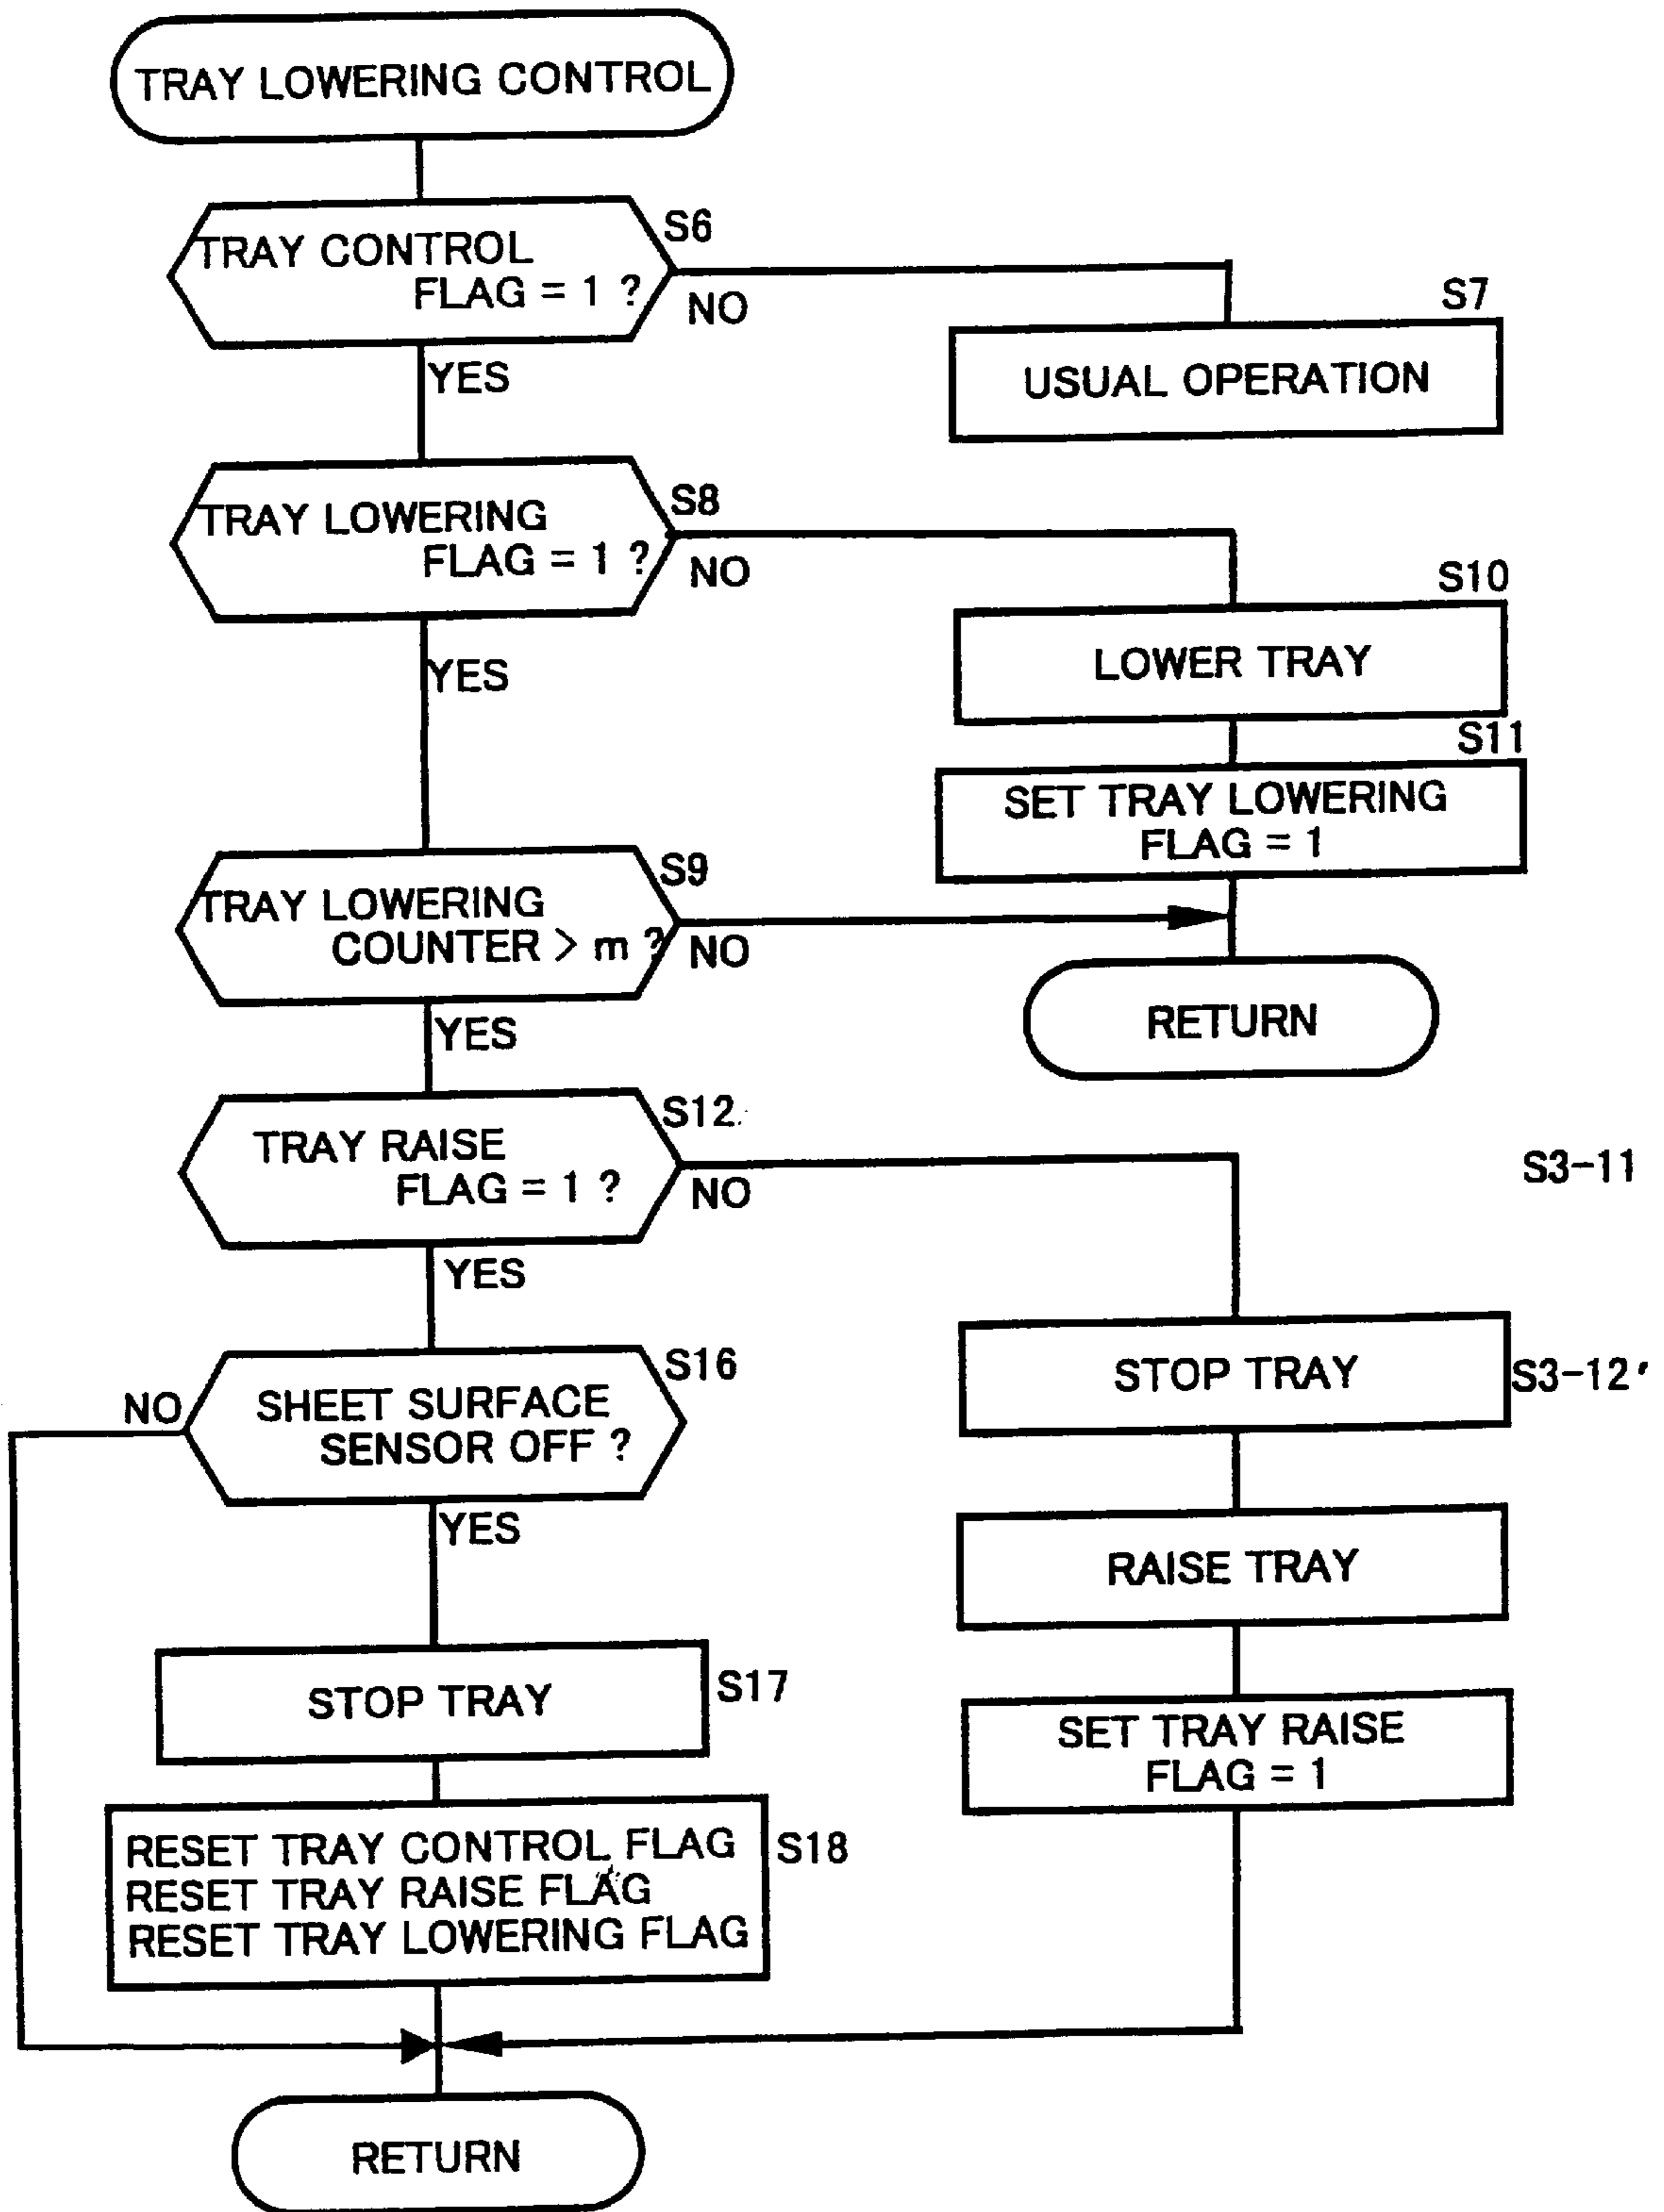 TRAY LOWERING CONTROL
TRAY CONTROL
FLAG = 1 ?
S6
NO
YES
S7
USUAL OPERATION
TRAY LOWERING
FLAG = 1 ?
S8
NO
YES
S10
LOWER TRAY
S11
SET TRAY LOWERING
FLAG = 1
TRAY LOWERING
COUNTER > m ?
S9
NO
YES
RETURN
TRAY RAISE
FLAG = 1 ?
S12
NO
YES
S3-11
STOP TRAY
S3-12'
RAISE TRAY
SET TRAY RAISE
FLAG = 1
SHEET SURFACE
SENSOR OFF ?
S16
NO
YES
STOP TRAY
S17
RESET TRAY CONTROL FLAG
RESET TRAY RAISE FLAG
RESET TRAY LOWERING FLAG
S18
RETURN